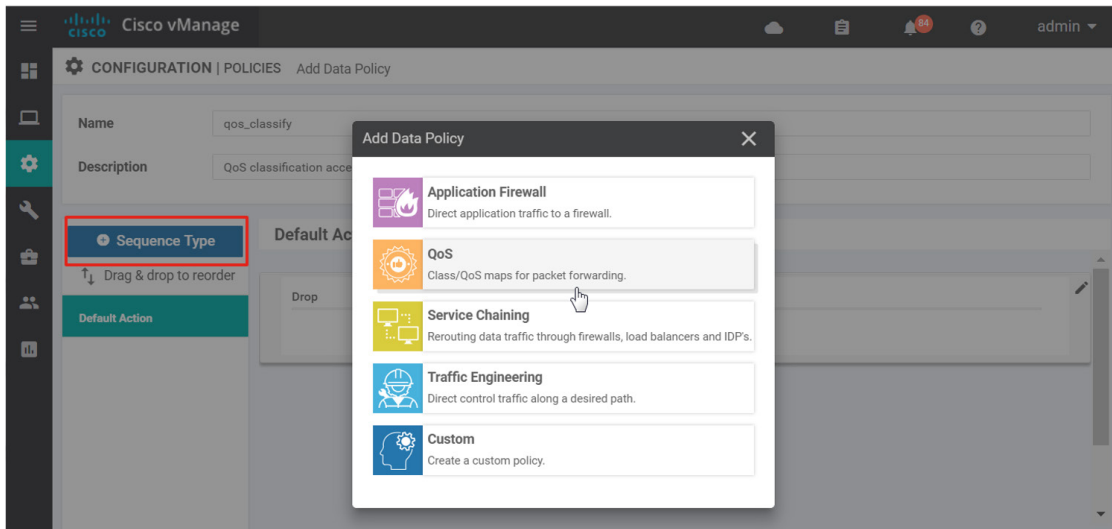 cisco Cisco vManage
84
admin
CONFIGURATION | POLICIES Add Data Policy
Name
qos_classify
Description
QoS classification acce
Sequence Type
Drag & drop to reorder
Default Action
Default Ac
Drop
Add Data Policy
Application Firewall
Direct application traffic to a firewall.
QoS
Class/QoS maps for packet forwarding.
Service Chaining
Rerouting data traffic through firewalls, load balancers and IDP's.
Traffic Engineering
Direct control traffic along a desired path.
Custom
Create a custom policy.